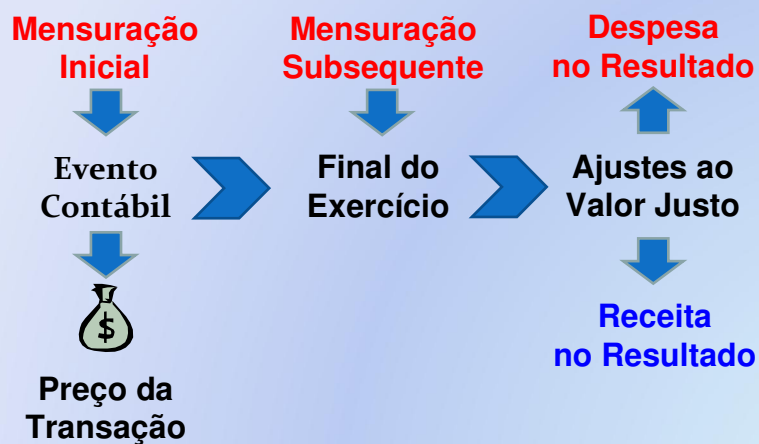 Mensuração
Inicial
Evento
Contábil
$
Preço da
Transação
Mensuração
Subsequente
Final do
Exercício
Despesa
no Resultado
Ajustes ao
Valor Justo
Receita
no Resultado